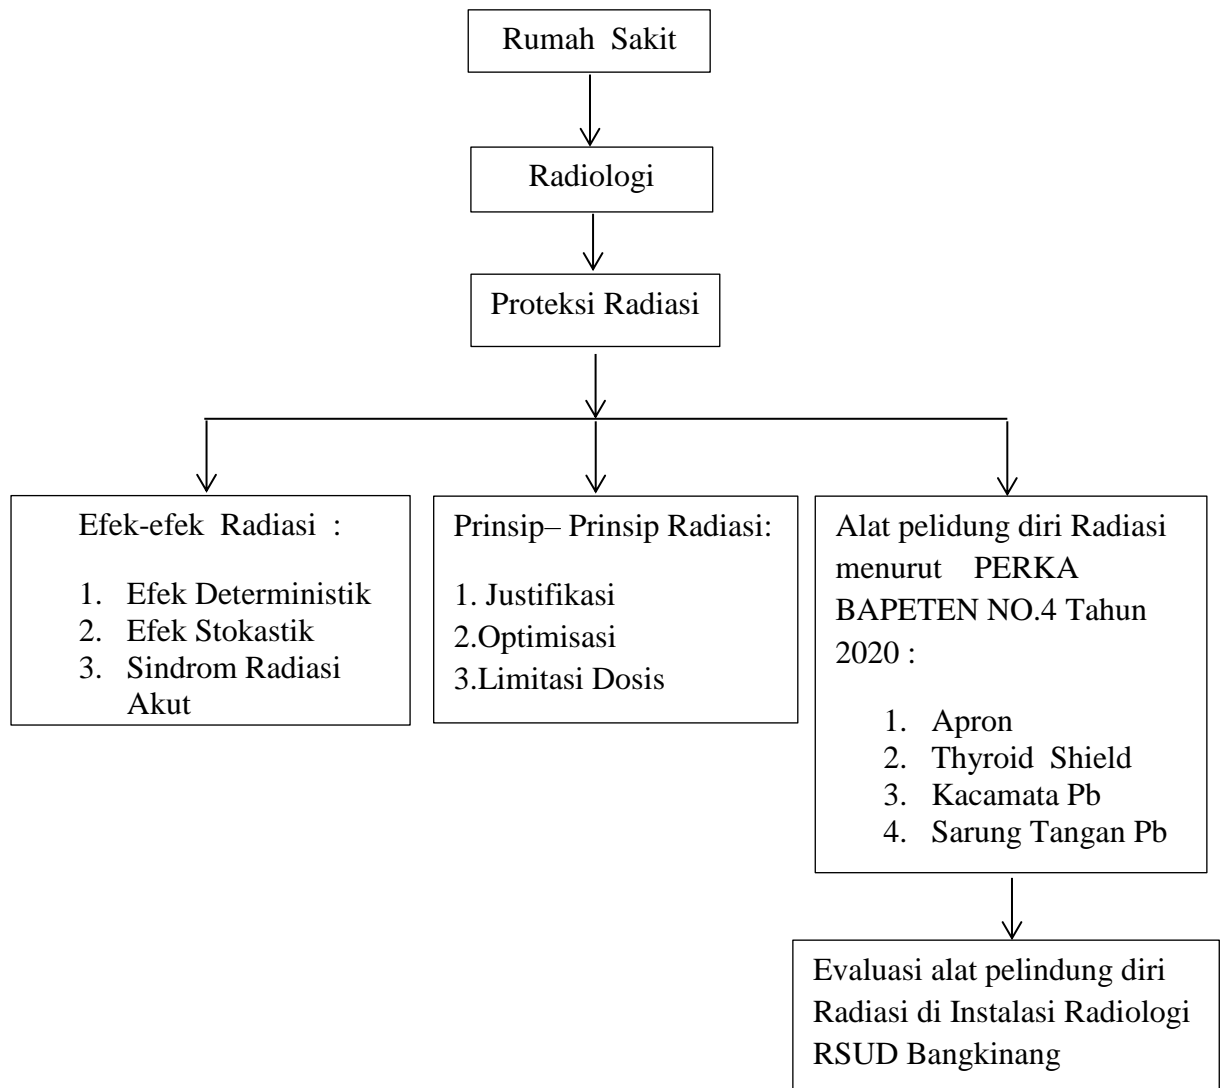 Rumah Sakit
Radiologi
Proteksi Radiasi
Efek-efek Radiasi :
1. Efek Deterministik
2. Efek Stokastik
3. Sindrom Radiasi
Akut
Prinsip– Prinsip Radiasi:
1. Justifikasi
2.Optimisasi
3.Limitasi Dosis
Alat pelidung diri Radiasi
menurut PERKA
BAPETEN NO.4 Tahun
2020 :
1. Apron
2. Thyroid Shield
3. Kacamata Pb
4. Sarung Tangan Pb
Evaluasi alat pelindung diri
Radiasi di Instalasi Radiologi
RSUD Bangkinang